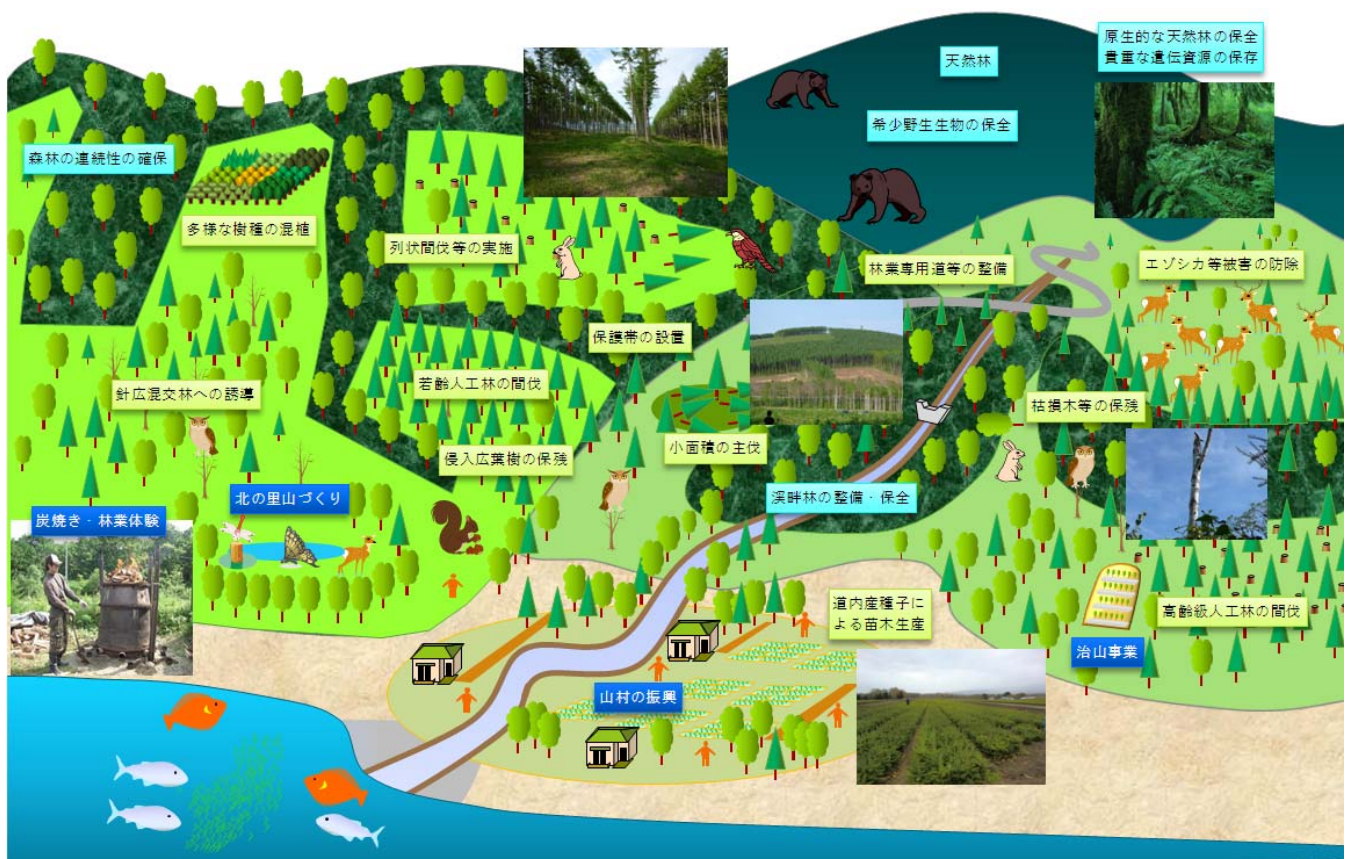 原生的な天然林の保全
貴重な遺伝資源の保存
天然林
希少野生生物の保全
森林の連続性の確保
多様な樹種の混植
列状間伐等の実施
林業専用道等の整備
エゾシカ等被害の防除
保護帯の設置
若齢人工林の間伐
針広混交林への誘導
枯損木等の保残
小面積の主伐
侵入広葉樹の保残
北の里山づくり
渓畔林の整備・保全
炭焼き・林業体験
道内産種子に
よる苗木生産
高齢級人工林の間伐
治山事業
山村の振興